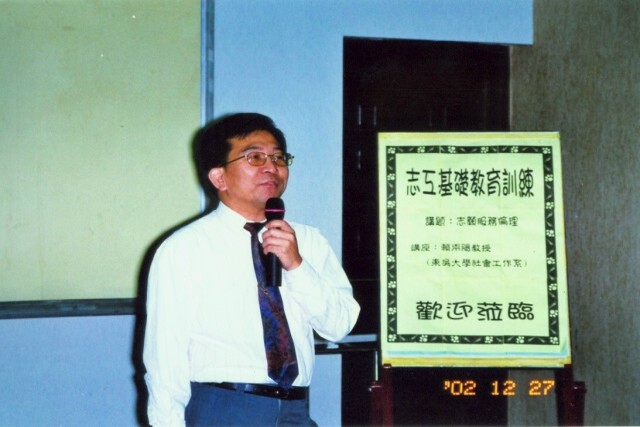 志工基礎教育訓練
講題：志願服務倫理
講座：賴兩陽教授
（東吳大學社會工作系）
歡迎蒞臨
'02 12 27